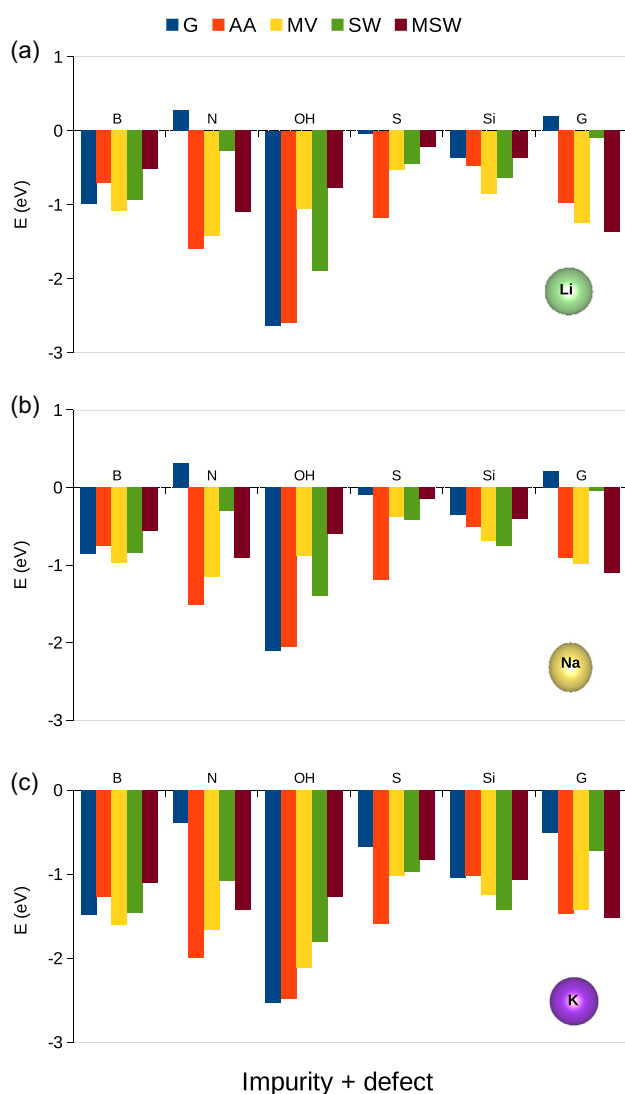 G AA MV SW MSW
(a)
1
B N OH S Si G
0
-1
-2
-3
E (eV)
Li
(b)
1
B N OH S Si G
0
-1
-2
-3
E (eV)
Na
(c)
B N OH S Si G
0
-1
-2
-3
E (eV)
K
Impurity + defect